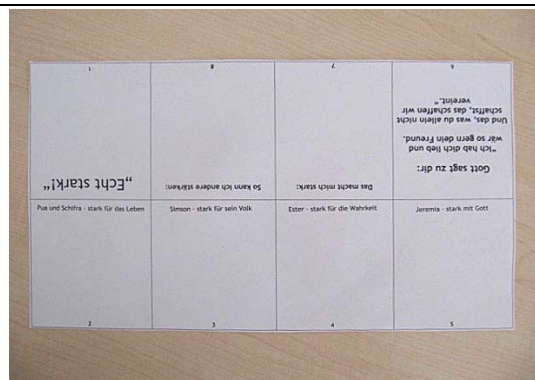 „Echt stark!“
1
Pua und Schifra - stark für das Leben
2
Simson - stark für sein Volk
3
Ester - stark für die Wahrheit
4
Jeremia - stark mit Gott
5
Gott sagt zu dir:
"Ich hab dich lieb und
wär so gern dein Freund.
Und das, was du allein nicht
schaffst, das schaffen wir
vereint."
6
Das macht mich stark:
7
So kann ich andere stärken:
8